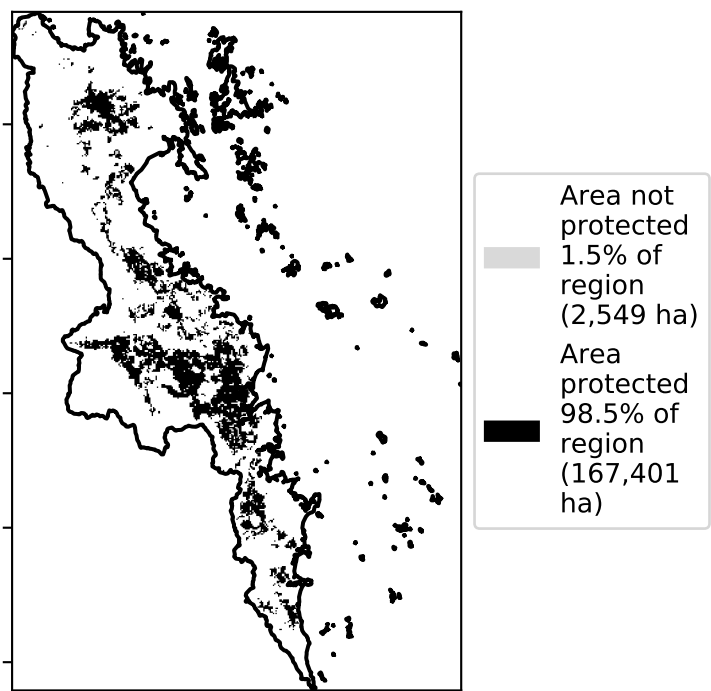 Area not
protected
1.5% of
region
(2,549 ha)
Area
protected
98.5% of
region
(167,401
ha)